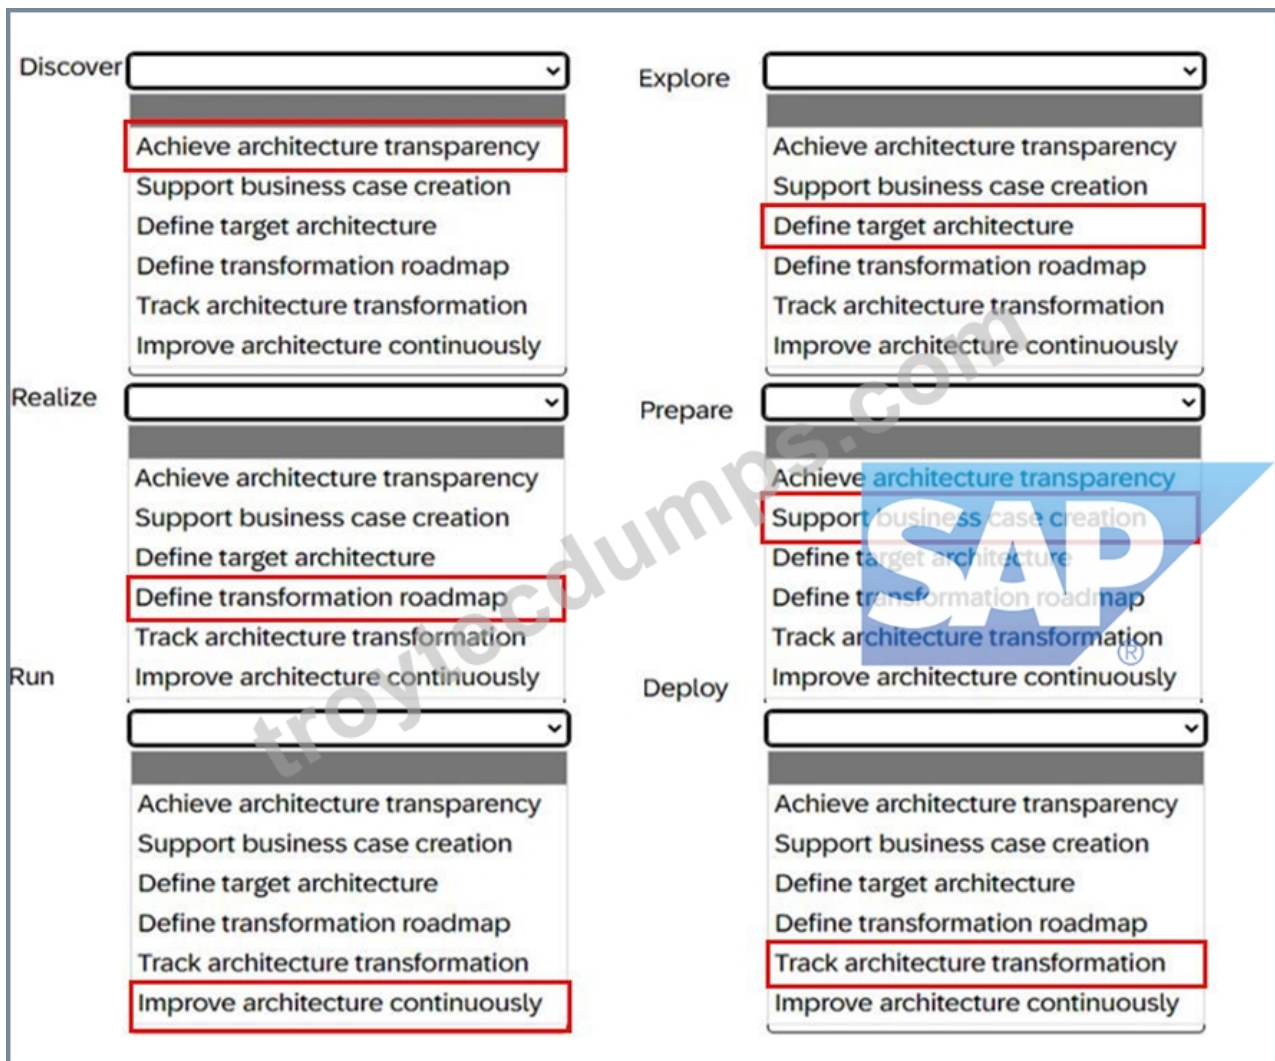 Discover
Achieve architecture transparency
Support business case creation
Define target architecture
Define transformation roadmap
Track architecture transformation
Improve architecture continuously
Explore
Achieve architecture transparency
Support business case creation
Define target architecture
Define transformation roadmap
Track architecture transformation
Improve architecture continuously
Realize
Achieve architecture transparency
Support business case creation
Define target architecture
Define transformation roadmap
Track architecture transformation
Improve architecture continuously
Prepare
Achieve architecture transparency
Support business case creation
Define target architecture
Define transformation roadmap
Track architecture transformation
Improve architecture continuously
SAP
®
Run
Achieve architecture transparency
Support business case creation
Define target architecture
Define transformation roadmap
Track architecture transformation
Improve architecture continuously
Deploy
Achieve architecture transparency
Support business case creation
Define target architecture
Define transformation roadmap
Track architecture transformation
Improve architecture continuously
troytecdumps.com